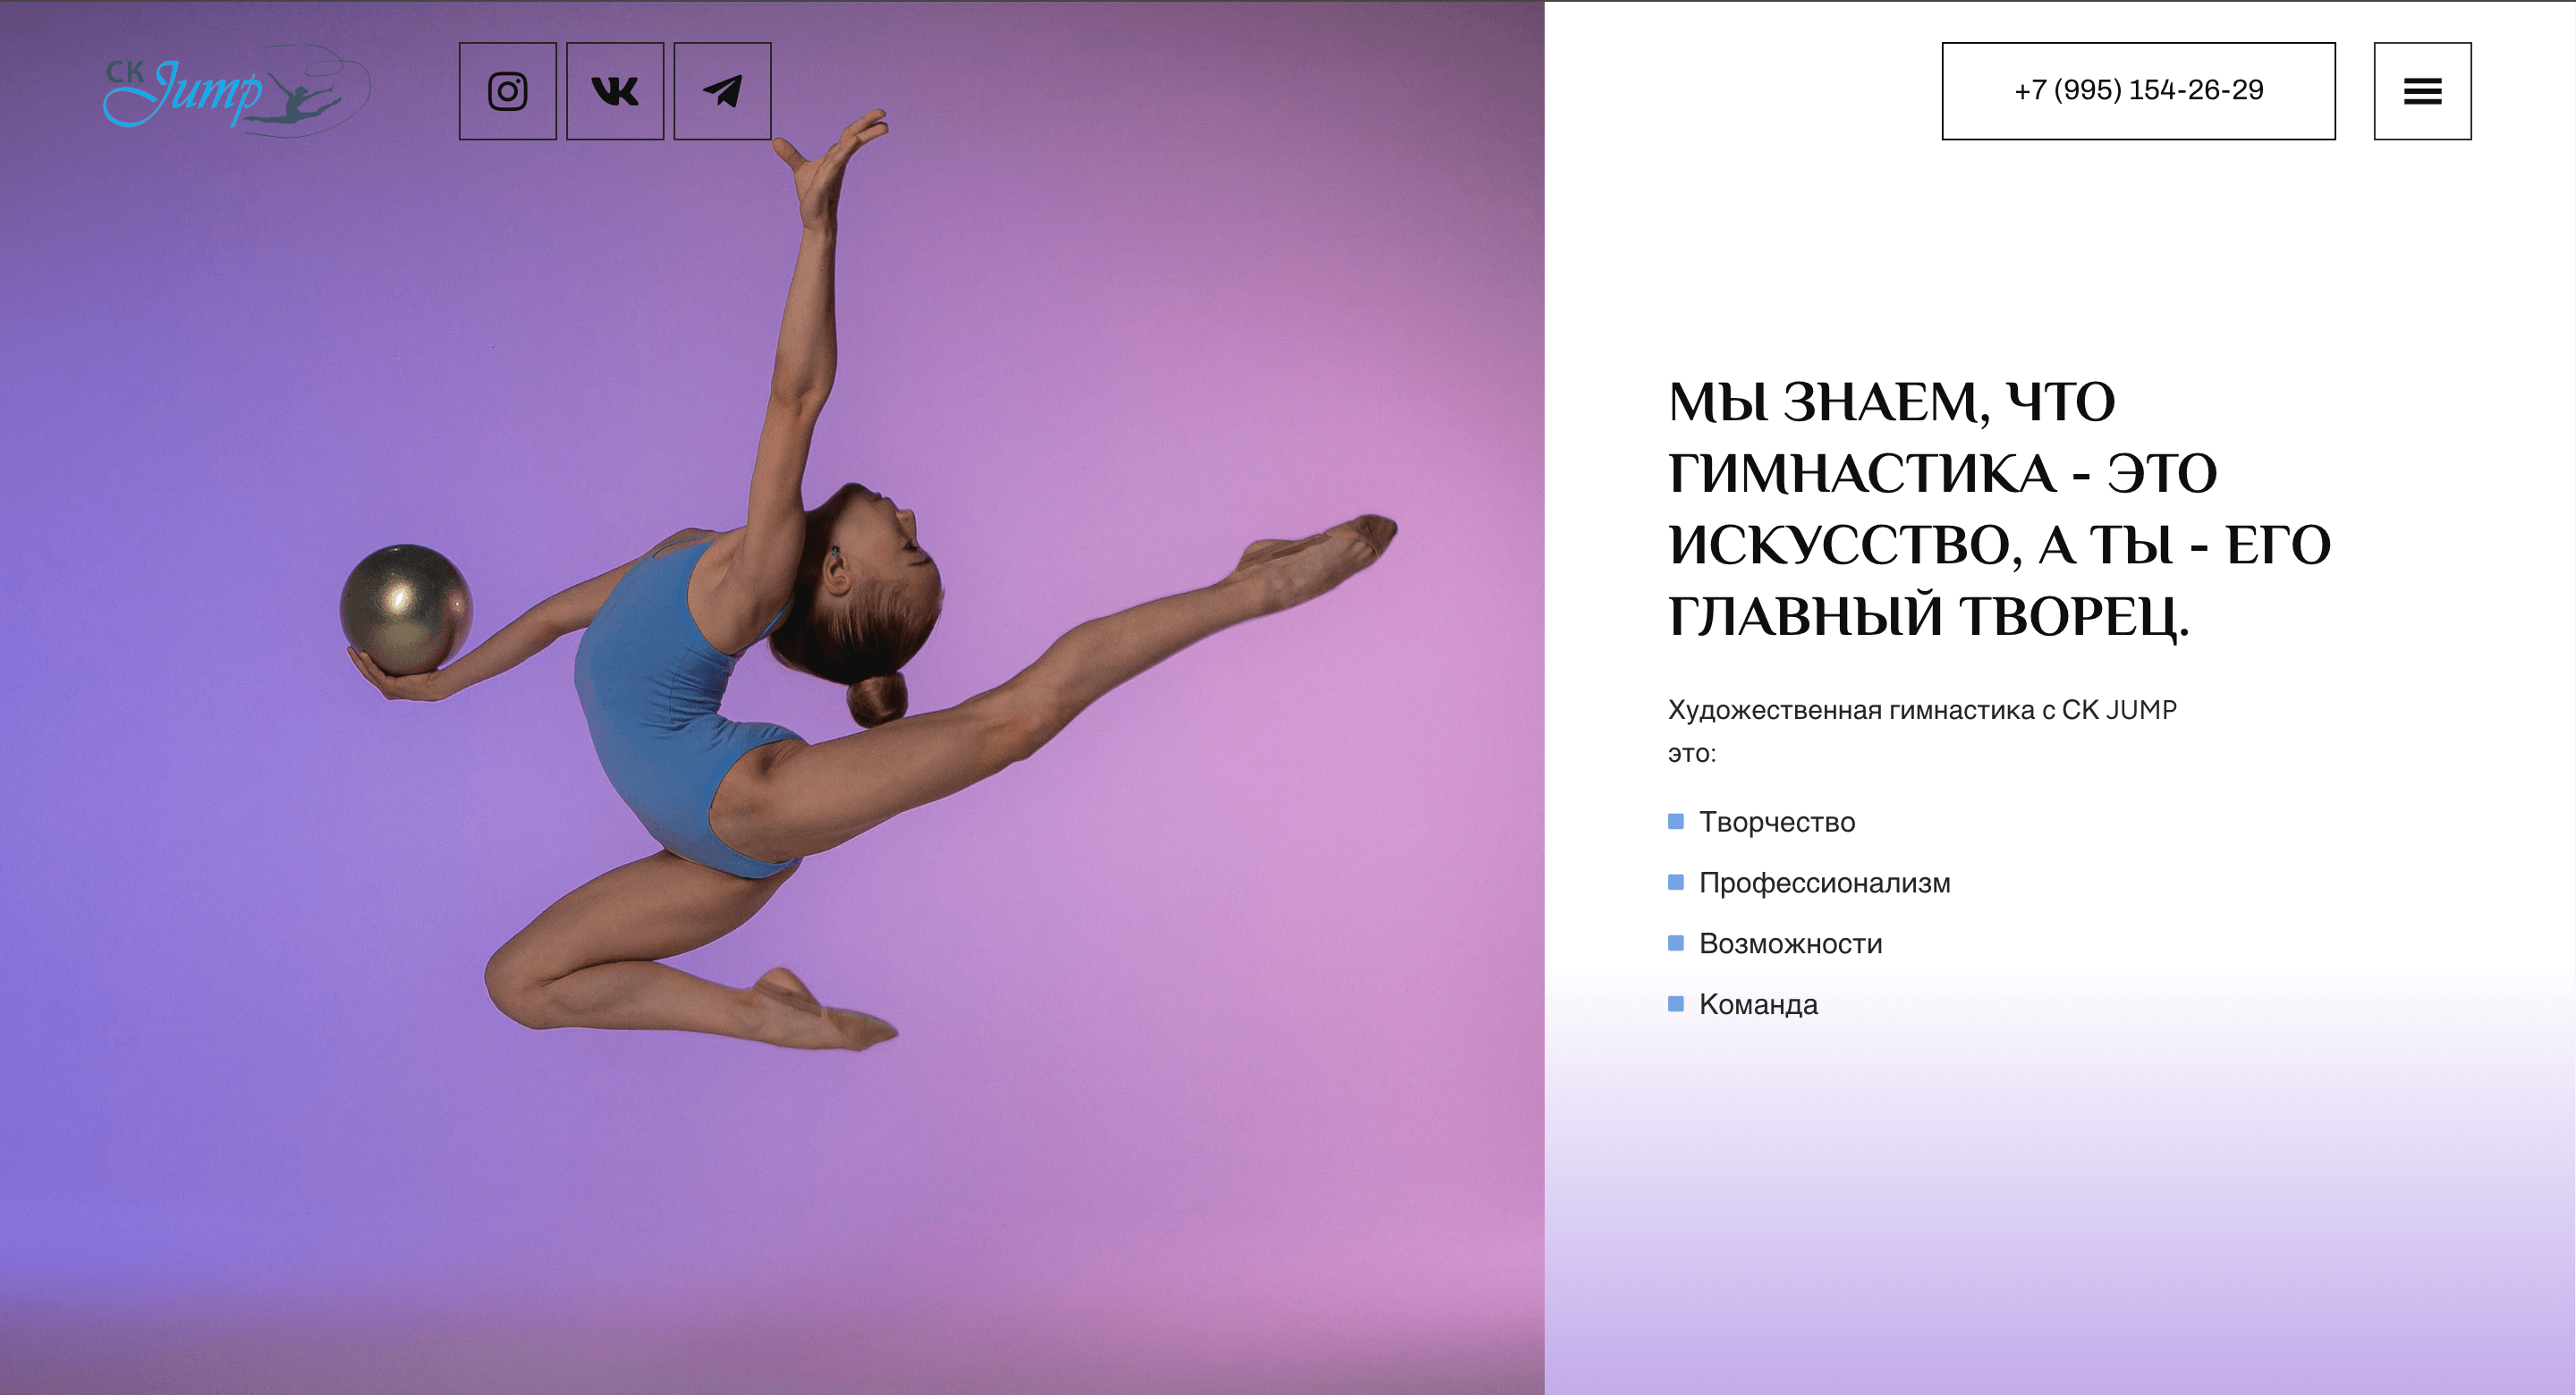 СК Jump
+7 (995) 154-26-29
МЫ ЗНАЕМ, ЧТО
ГИМНАСТИКА - ЭТО
ИСКУССТВО, А ТЫ - ЕГО
ГЛАВНЫЙ ТВОРЕЦ.
Художественная гимнастика с СК JUMP
это:
Творчество
Профессионализм
Возможности
Команда